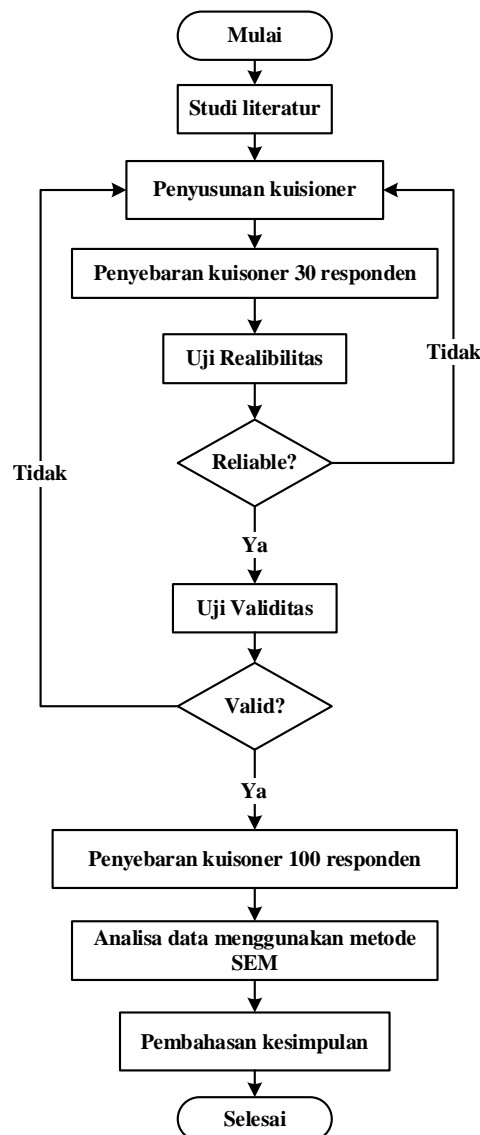 Mulai
Studi literatur
Penyusunan kuisioner
Penyebaran kuisoner 30 responden
Uji Realibilitas
Tidak
Reliable?
Tidak
Ya
Uji Validitas
Valid?
Ya
Penyebaran kuisoner 100 responden
Analisa data menggunakan metode
SEM
Pembahasan kesimpulan
Selesai